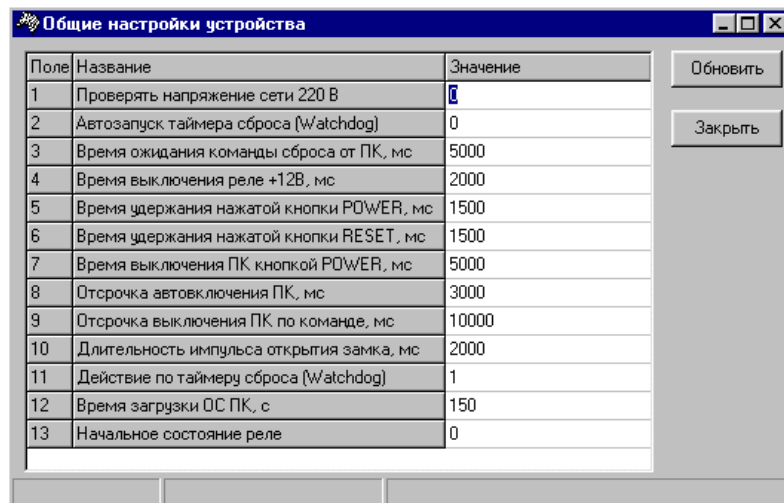 Общие настройки устройства
Поле Название Значение
1 Проверять напряжение сети 220 В 0
2 Автозапуск таймера сброса (Watchdog) 0
3 Время ожидания команды сброса от ПК, мс 5000
4 Время выключения реле +12В, мс 2000
5 Время удержания нажатой кнопки POWER, мс 1500
6 Время удержания нажатой кнопки RESET, мс 1500
7 Время выключения ПК кнопкой POWER, мс 5000
8 Отсрочка автовключения ПК, мс 3000
9 Отсрочка выключения ПК по команде, мс 10000
10 Длительность импульса открытия замка, мс 2000
11 Действие по таймеру сброса (Watchdog) 1
12 Время загрузки ОС ПК, с 150
13 Начальное состояние реле 0
Обновить
Закрыть